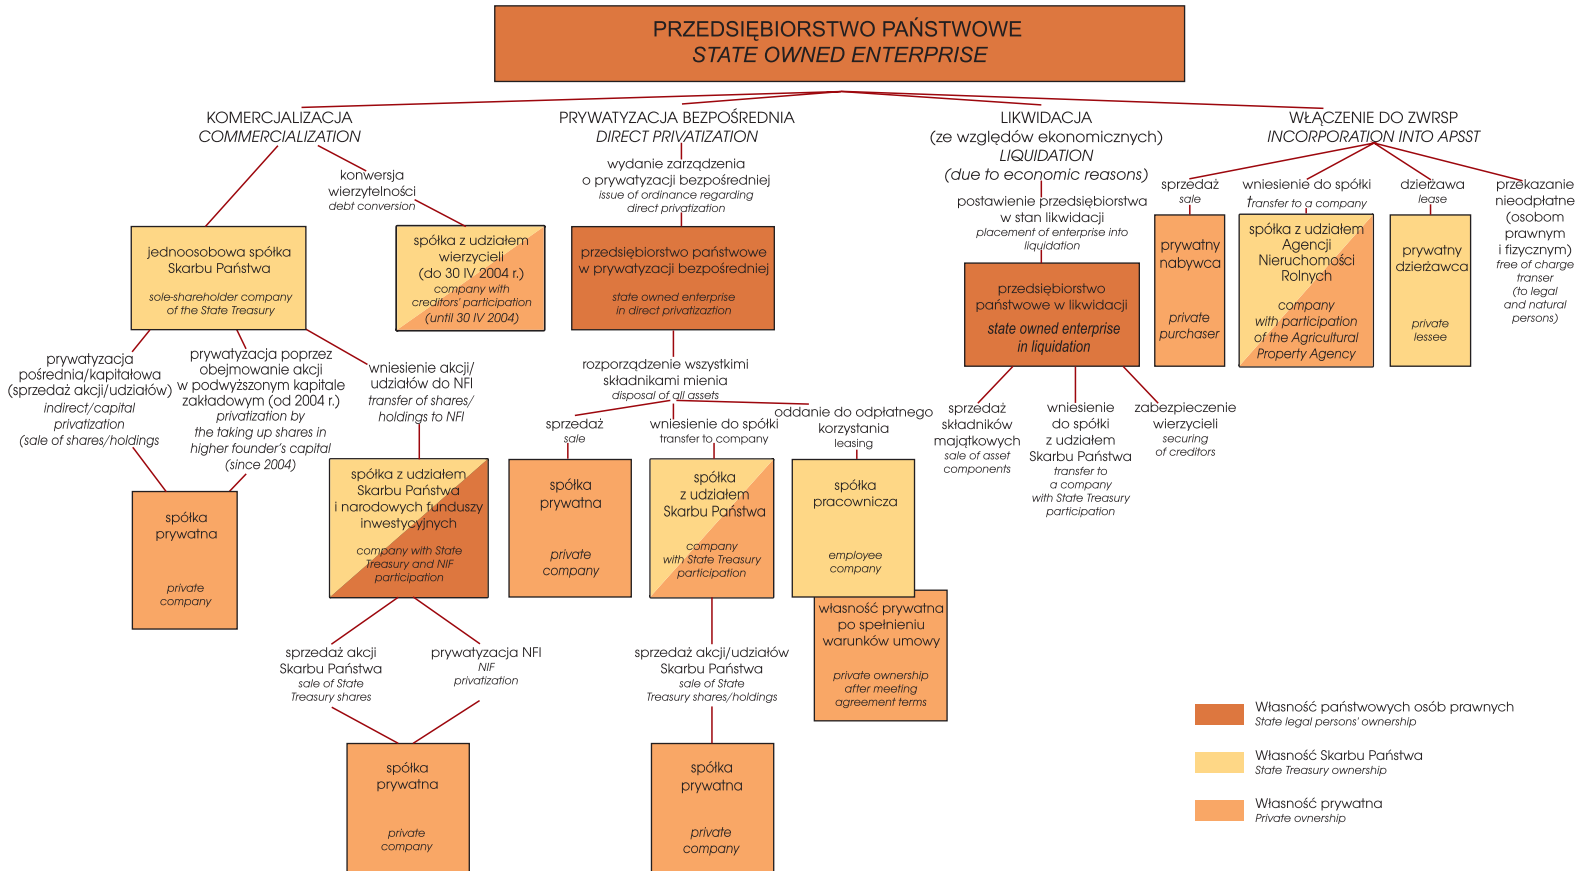 PRZEDSIĘBIORSTWO PAŃSTWOWE
STATE OWNED ENTERPRISE
KOMERCJALIZACJA
COMMERCIALIZATION
PRYWATYZACJA BEZPOŚREDNIA
DIRECT PRIVATIZATION
LIKWIDACJA
(ze względów ekonomicznych)
LIQUIDATION
(due to economic reasons)
WŁĄCZENIE DO ZWRSP
INCORPORATION INTO APSST
konwersja
wierzytelności
debt conversion
wydanie zarządzenia
o prywatyzacji bezpośredniej
issue of ordinance regarding
direct privatization
postawienie przedsiębiorstwa
w stan likwidacji
placement of enterprise into
liquidation
sprzedaż
sale
wniesienie do spółki
transfer to a company
dzierżawa
lease
przekazanie
nieodpłatne
(osobom
prawnym
i fizycznym)
free of charge
transer
(to legal
and natural
persons)
jednoosobowa spółka
Skarbu Państwa
sole-shareholder company
of the State Treasury
spółka z udziałem
wierzycieli
(do 30 IV 2004 r.)
company with
creditors' participation
(until 30 IV 2004)
przedsiębiorstwo państwowe
w prywatyzacji bezpośredniej
state owned enterprise
in direct privatizaztion
przedsiębiorstwo
państwowe w likwidacji
state owned enterprise
in liquidation
prywatny
nabywca
private
purchaser
spółka z udziałem
Agencji
Nieruchomości
Rolnych
company
with participation
of the Agricultural
Property Agency
prywatny
dzierżawca
private
lessee
prywatyzacja
pośrednia/kapitałowa
(sprzedaż akcji/udziałów)
indirect/capital
privatization
(sale of shares/holdings
prywatyzacja poprzez
obejmowanie akcji
w podwyższonym kapitale
zakładowym (od 2004 r.)
privatization by
the taking up shares in
higher founder's capital
(since 2004)
wniesienie akcji/
udziałów do NFI
transfer of shares/
holdings to NFI
rozporządzenie wszystkimi
składnikami mienia
disposal of all assets
sprzedaż
sale
wniesienie do spółki
transfer to company
oddanie do odpłatnego
korzystania
leasing
sprzedaż
składników
majątkowych
sale of asset
components
wniesienie
do spółki
z udziałem
Skarbu Państwa
transfer to
a company
with State Treasury
participation
zabezpieczenie
wierzycieli
securing
of creditors
spółka
prywatna
private
company
spółka z udziałem
Skarbu Państwa
i narodowych funduszy
inwestycyjnych
company with State
Treasury and NIF
participation
spółka
prywatna
private
company
spółka
z udziałem
Skarbu Państwa
company
with State Treasury
participation
spółka
pracownicza
employee
company
własność prywatna
po spełnieniu
warunków umowy
private ownership
after meeting
agreement terms
sprzedaż akcji
Skarbu Państwa
sale of State
Treasury shares
prywatyzacja NFI
NIF
privatization
sprzedaż akcji/udziałów
Skarbu Państwa
sale of State
Treasury shares/holdings
spółka
prywatna
private
company
spółka
prywatna
private
company
Własność państwowych osób prawnych
State legal persons' ownership
Własność Skarbu Państwa
State Treasury ownership
Własność prywatna
Private ownership